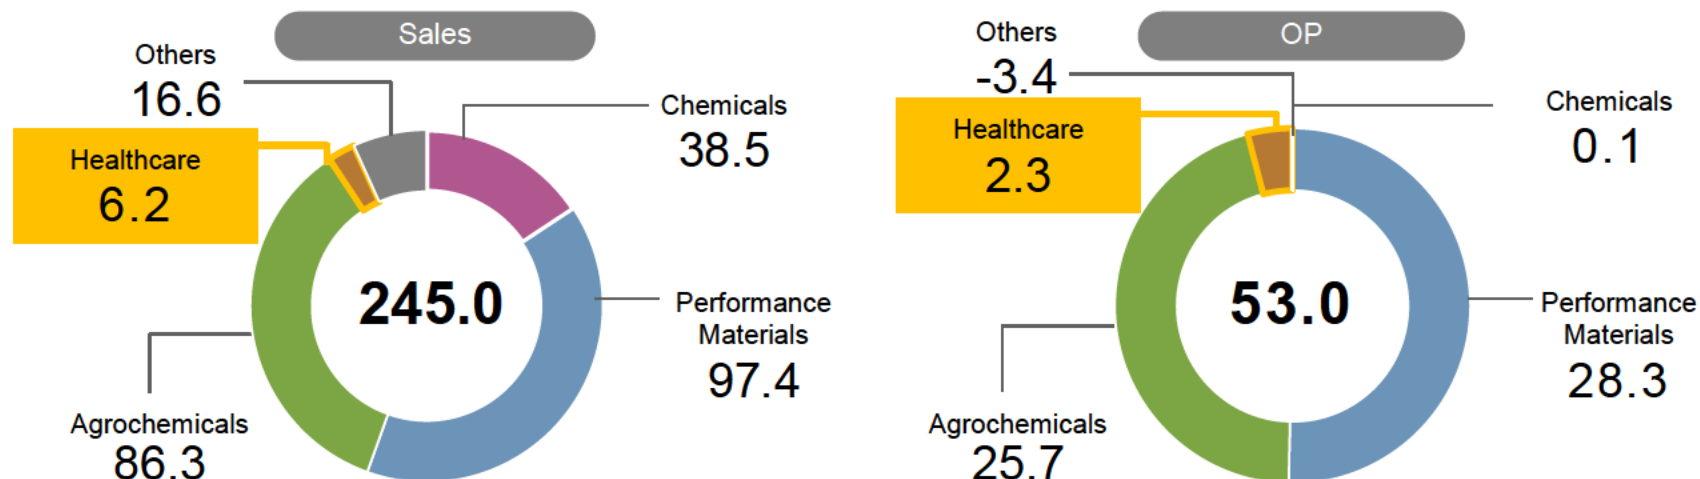 Sales
Others
16.6
Chemicals
38.5
Healthcare
6.2
245.0
Performance
Materials
97.4
Agrochemicals
86.3
OP
Others
-3.4
Chemicals
0.1
Healthcare
2.3
53.0
Performance
Materials
28.3
Agrochemicals
25.7